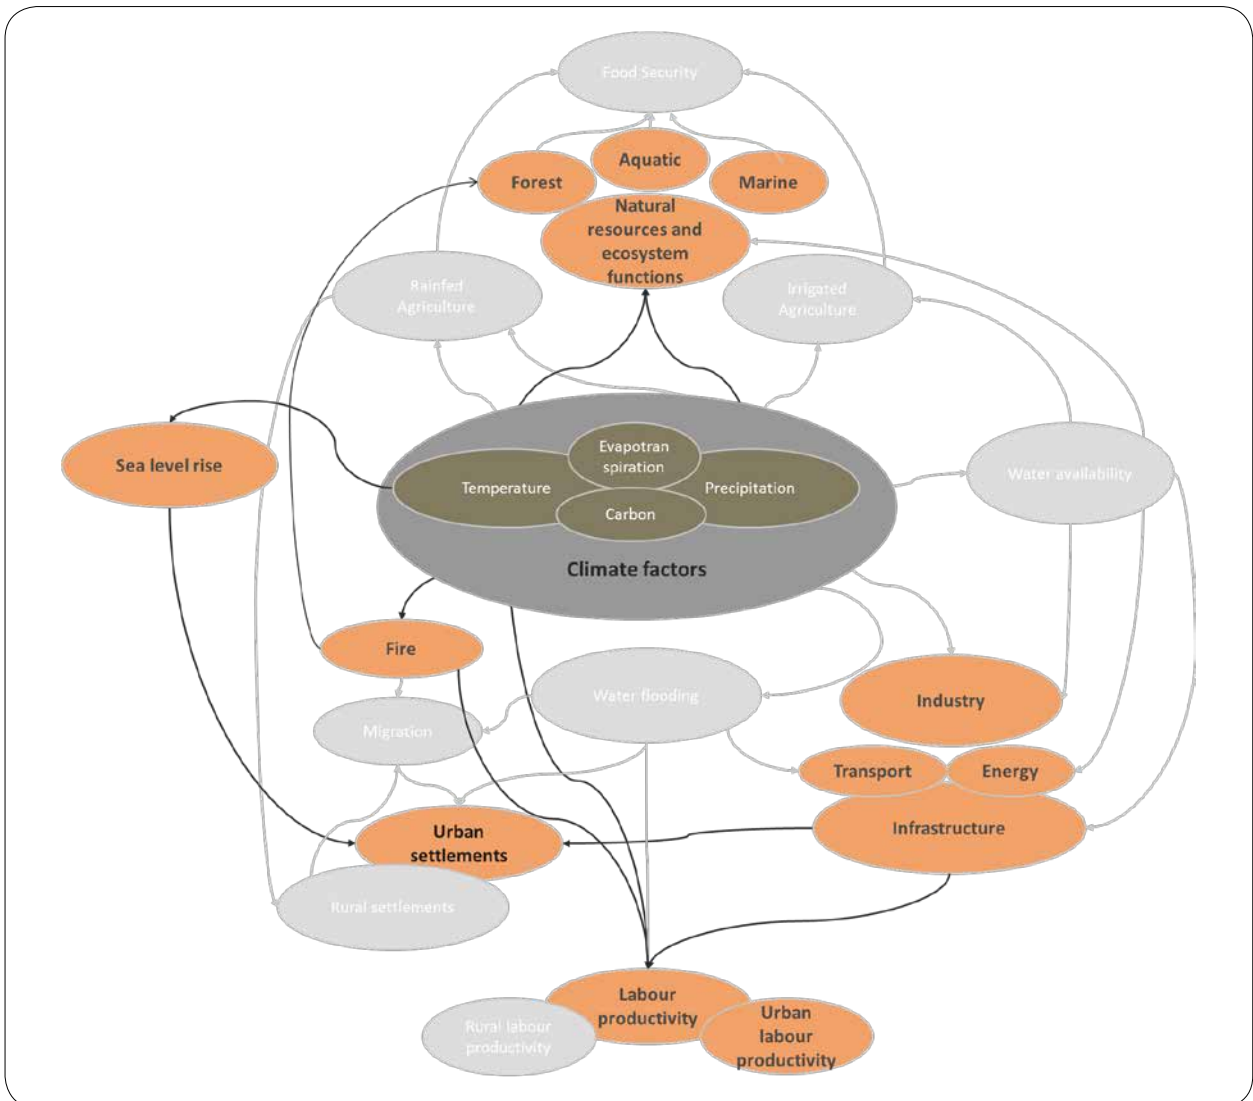 Food Security
Aquatic
Forest
Marine
Natural
resources and
ecosystem
functions
Rainfed
Agriculture
Irrigated
Agriculture
Sea level rise
Evapotran
spiration
Temperature
Precipitation
Carbon
Water availability
Climate factors
Fire
Water flooding
Industry
Migration
Transport
Energy
Infrastructure
Urban
settlements
Rural settlements
Labour
productivity
Rural labour
productivity
Urban
labour
productivity